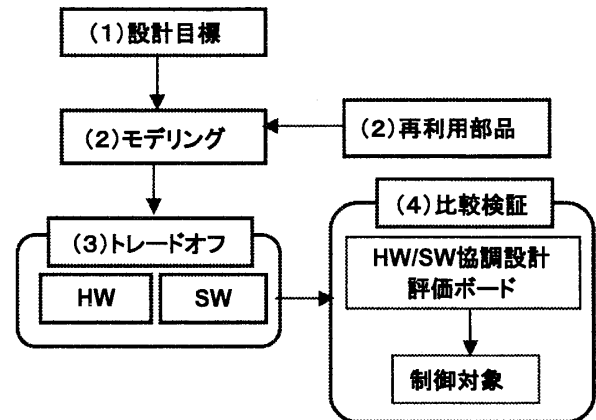 (1)設計目標
(2)モデリング
(2)再利用部品
(3)トレードオフ
HW
SW
(4)比較検証
HW/SW協調設計
評価ボード
制御対象